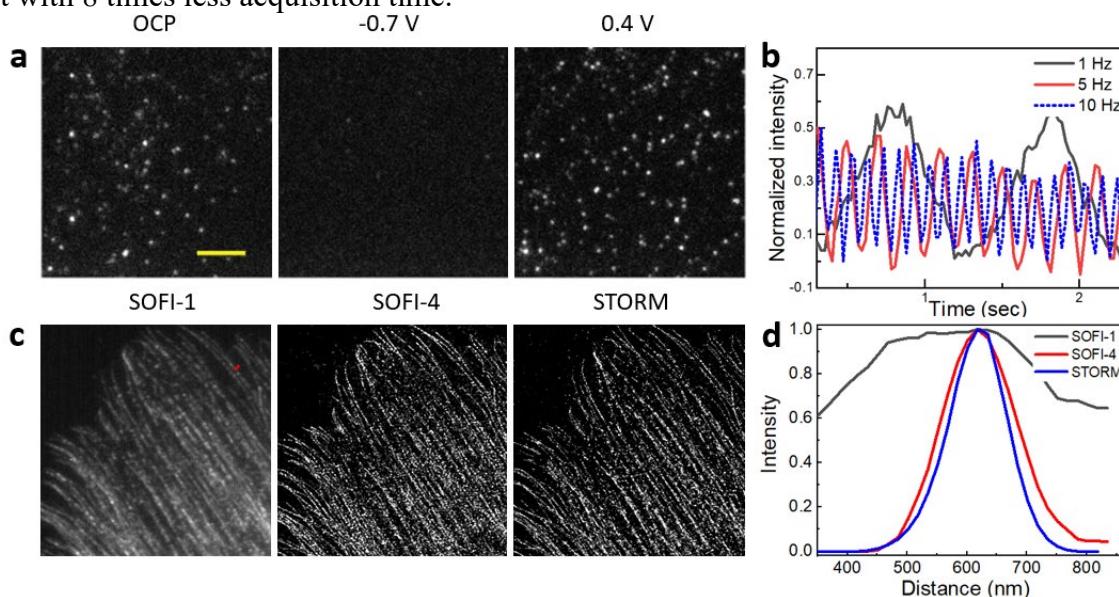 t with 8 times less acquisition time.
OCP -0.7 V 0.4 V
a
b
0.7
0.5
0.3
0.1
-0.1
Normalized intensity
1 Hz
5 Hz
10 Hz
1 2
Time (sec)
SOFI-1 SOFI-4 STORM
c
d
1.0
0.8
0.6
0.4
0.2
0.0
Intensity
SOFI-1
SOFI-4
STORM
400 500 600 700 800
Distance (nm)